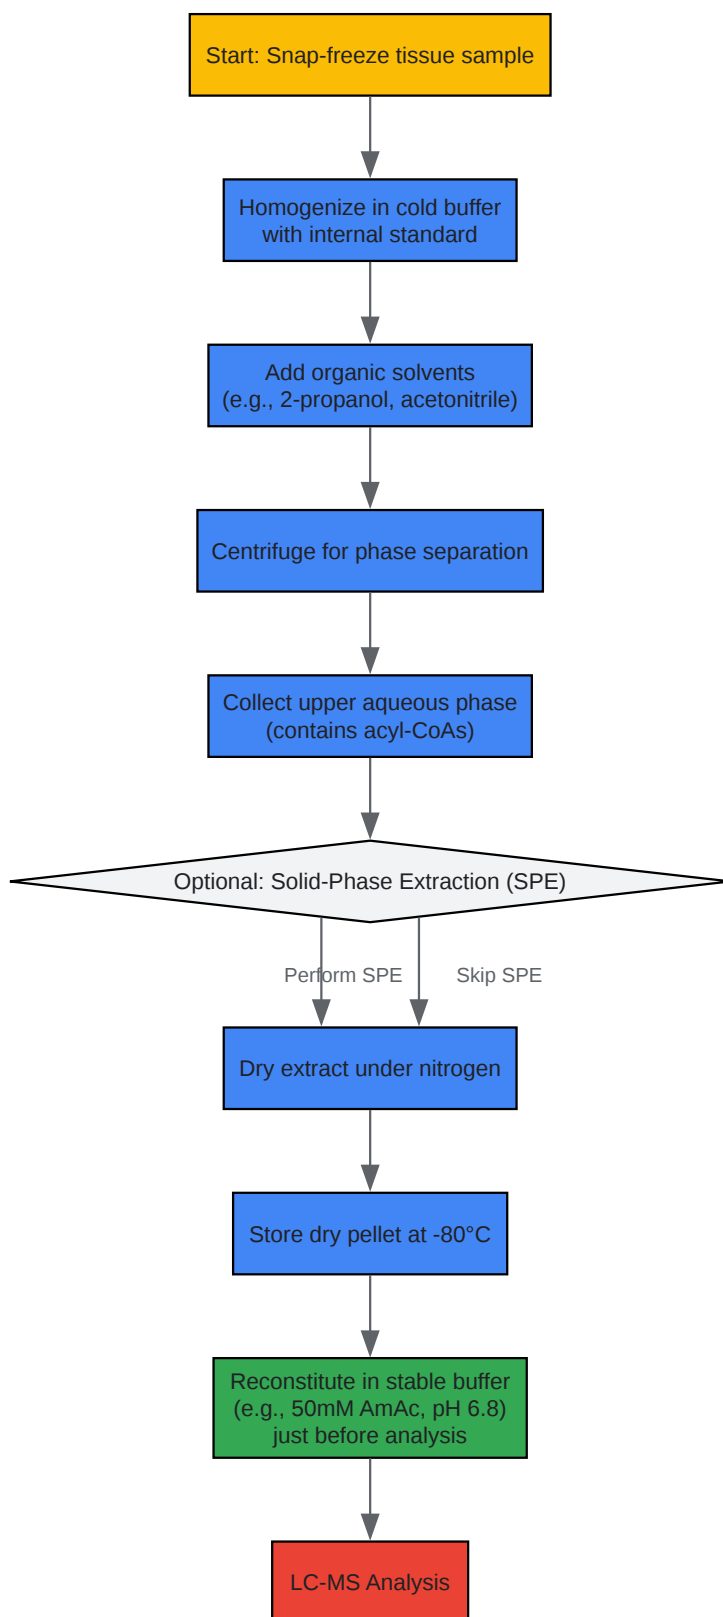 Start: Snap-freeze tissue sample
Homogenize in cold buffer
with internal standard
Add organic solvents
(e.g., 2-propanol, acetonitrile)
Centrifuge for phase separation
Collect upper aqueous phase
(contains acyl-CoAs)
Optional: Solid-Phase Extraction (SPE)
Perform SPE
Skip SPE
Dry extract under nitrogen
Store dry pellet at -80°C
Reconstitute in stable buffer
(e.g., 50mM AmAc, pH 6.8)
just before analysis
LC-MS Analysis